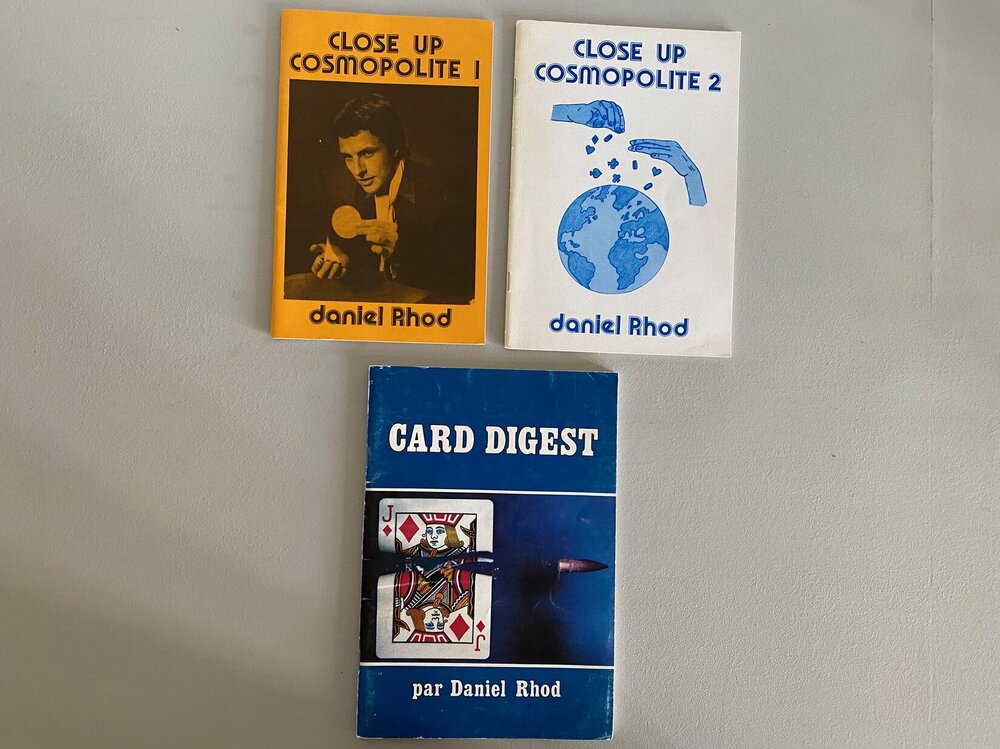 CLOSE UP
COSMOPOLITE 1
daniel Rhod
CLOSE UP
COSMOPOLITE 2
daniel Rhod
CARD DIGEST
J
J
par Daniel Rhod